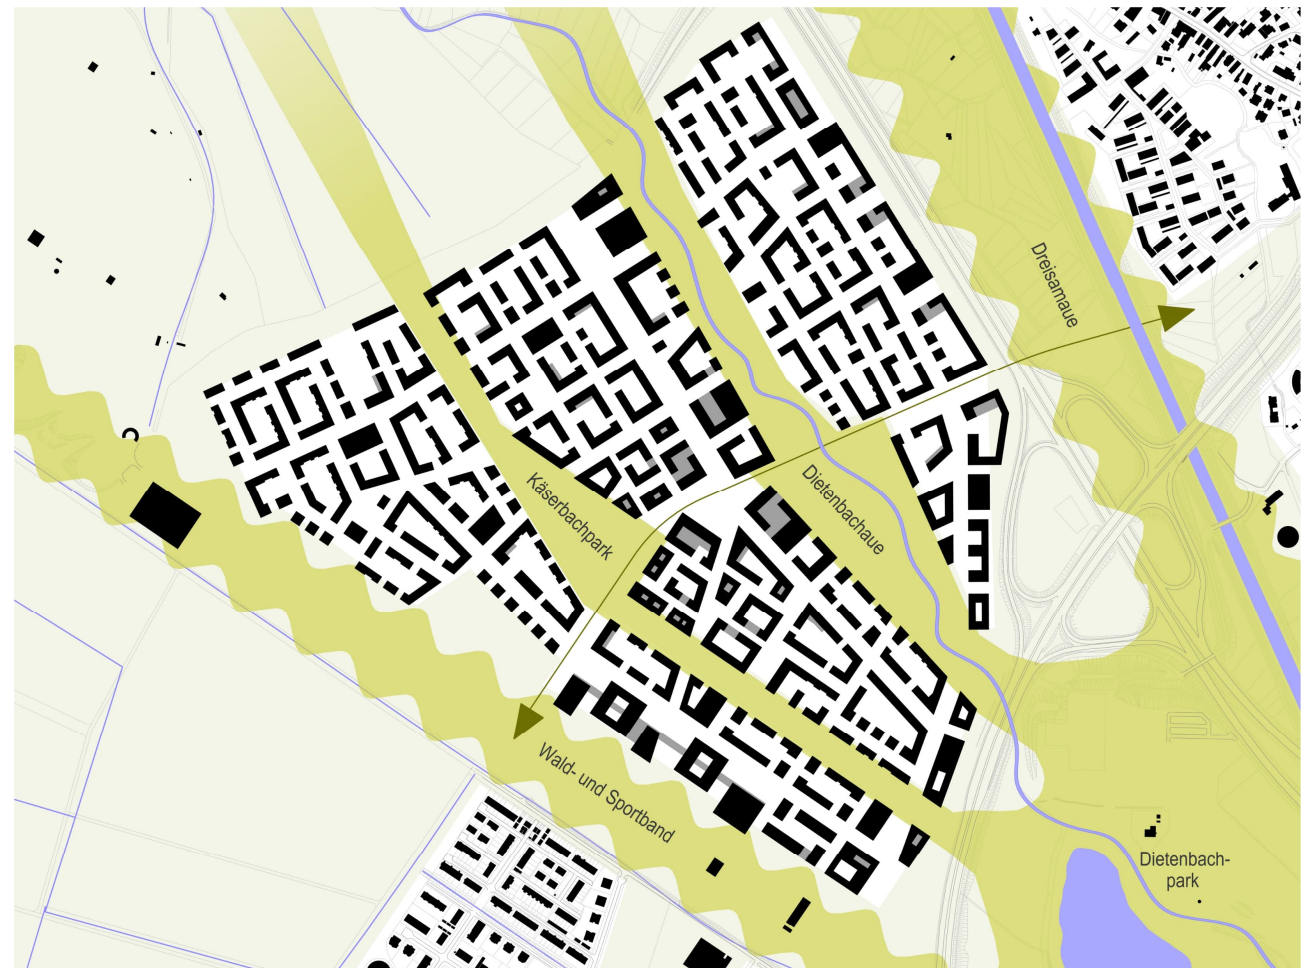 Dreisamaue
Käserbachpark
Dietenbachaue
Wald- und Sportband
Dietenbach-
park